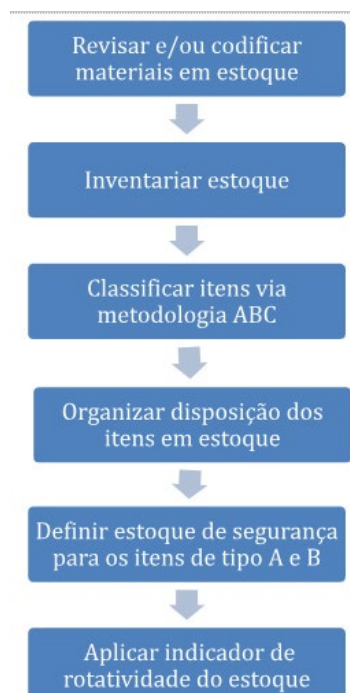 Revisar e/ou codificar
materiais em estoque
Inventariar estoque
Classificar itens via
metodologia ABC
Organizar disposição dos
itens em estoque
Definir estoque de segurança
para os itens de tipo A e B
Aplicar indicador de
rotatividade do estoque